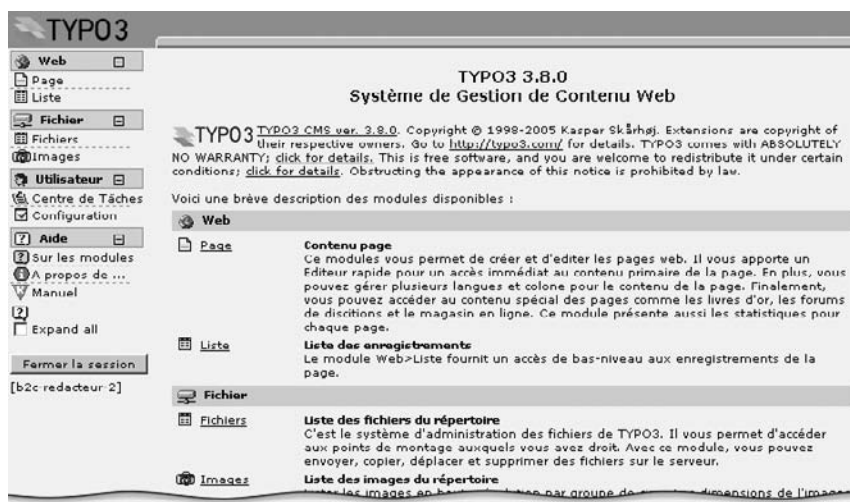 TYPO3
Web
Page
Liste
Fichier
Fichiers
Images
Utilisateur
Centre de Tâches
Configuration
Aide
Sur les modules
A propos de ...
Manuel
Expand all
Fermer la session
[b2c-redacteur-2]
TYPO3 3.8.0
Système de Gestion de Contenu Web
TYPO3 TYPO3 CMS ver. 3.8.0. Copyright © 1998-2005 Kasper Skårhøj. Extensions are copyright of
their respective owners. Go to http://typo3.com/ for details. TYPO3 comes with ABSOLUTELY
NO WARRANTY; click for details. This is free software, and you are welcome to redistribute it under certain
conditions; click for details. Obstructing the appearance of this notice is prohibited by law.
Voici une brève description des modules disponibles :
Web
Page Contenu page
Ce modules vous permet de créer et d'editer les pages web. Il vous apporte un
Editeur rapide pour un accès immédiat au contenu primaire de la page. En plus, vous
pouvez gérer plusieurs langues et colone pour le contenu de la page. Finalement,
vous pouvez accéder au contenu spécial des pages comme les livres d'or, les forums
de discitions et le magasin en ligne. Ce module présente aussi les statistiques pour
chaque page.
Liste Liste des enregistrements
Le module Web>Liste fournit un accès de bas-niveau aux enregistrements de la
page.
Fichier
Fichiers Liste des fichiers du répertoire
C'est le système d'administration des fichiers de TYPO3. Il vous permet d'accéder
aux points de montage auxquels vous avez droit. Avec ce module, vous pouvez
envoyer, copier, déplacer et supprimer des fichiers sur le serveur.
Images Liste des images du répertoire
les images en par groupe de dimensions de l'image